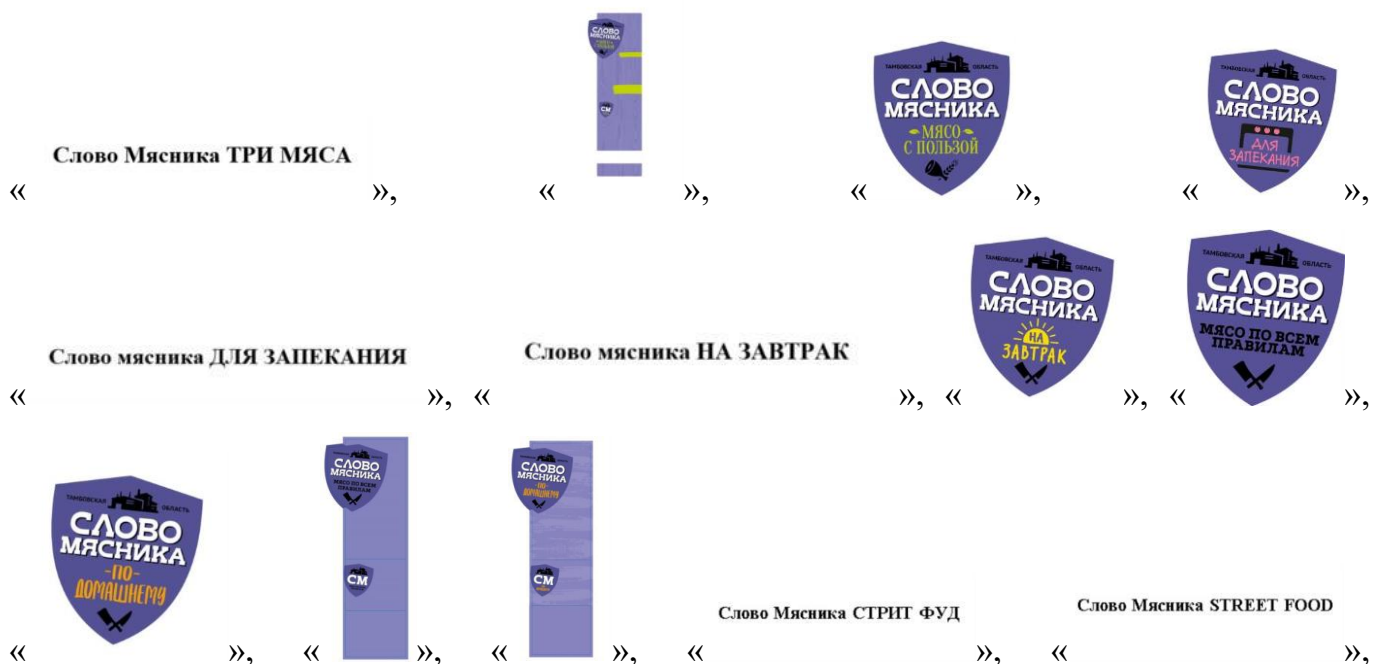 « Слово Мясника ТРИ МЯСА »,
« СЛОВО
МЯСНИКА
СМ »,
« ТАМБОВСКАЯ ОБЛАСТЬ
СЛОВО
МЯСНИКА
МЯСО
С ПОЛЬЗОЙ »,
« ТАМБОВСКАЯ ОБЛАСТЬ
СЛОВО
МЯСНИКА
ДЛЯ
ЗАПЕКАНИЯ »,
« Слово мясника ДЛЯ ЗАПЕКАНИЯ »,
« Слово мясника НА ЗАВТРАК »,
« ТАМБОВСКАЯ ОБЛАСТЬ
СЛОВО
МЯСНИКА
НА
ЗАВТРАК »,
« ТАМБОВСКАЯ ОБЛАСТЬ
СЛОВО
МЯСНИКА
МЯСО ПО ВСЕМ
ПРАВИЛАМ »,
« ТАМБОВСКАЯ ОБЛАСТЬ
СЛОВО
МЯСНИКА
-ПО-
ДОМАШНЕМУ »,
« СЛОВО
МЯСНИКА
МЯСО ПО ВСЕМ
ПРАВИЛАМ
СМ »,
« СЛОВО
МЯСНИКА
-ПО-
ДОМАШНЕМУ
СМ »,
« Слово Мясника СТРИТ ФУД »,
« Слово Мясника STREET FOOD »,